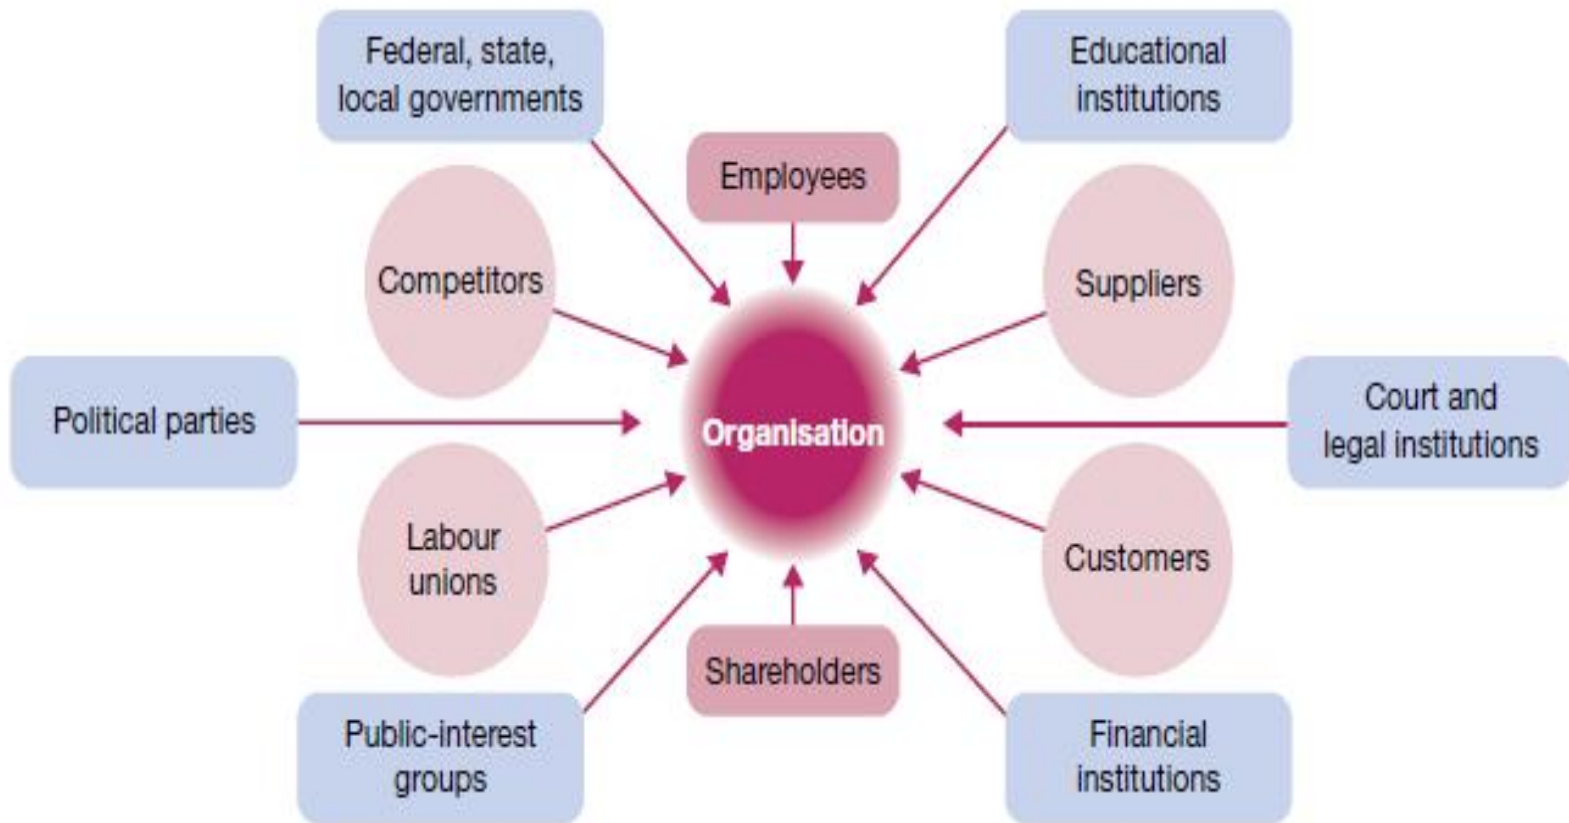 Federal, state,
local governments
Educational
institutions
Employees
Competitors
Suppliers
Political parties
Organisation
Court and
legal institutions
Labour
unions
Customers
Shareholders
Public-interest
groups
Financial
institutions